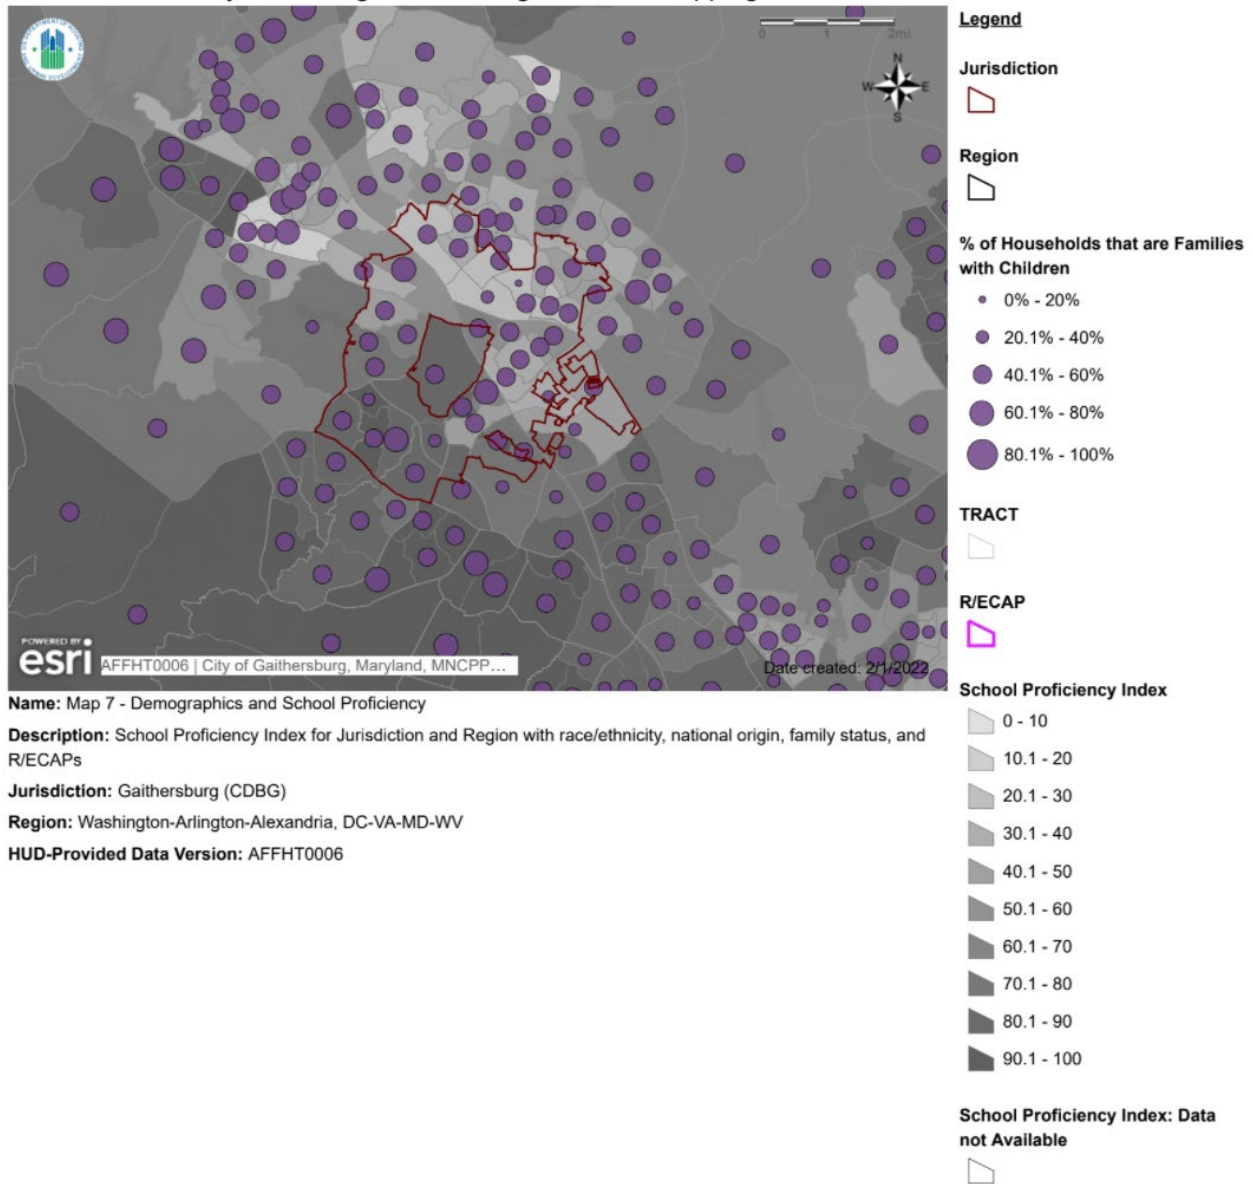 0 1 2mi
N
W E
S
POWERED BY
esri
AFFHT0006 | City of Gaithersburg, Maryland, MNCPP...
Date created: 2/1/2022
Name: Map 7 - Demographics and School Proficiency
Description: School Proficiency Index for Jurisdiction and Region with race/ethnicity, national origin, family status, and
R/ECAPs
Jurisdiction: Gaithersburg (CDBG)
Region: Washington-Arlington-Alexandria, DC-VA-MD-WV
HUD-Provided Data Version: AFFHT0006
Legend
Jurisdiction
Region
% of Households that are Families
with Children
0% - 20%
20.1% - 40%
40.1% - 60%
60.1% - 80%
80.1% - 100%
TRACT
R/ECAP
School Proficiency Index
0 - 10
10.1 - 20
20.1 - 30
30.1 - 40
40.1 - 50
50.1 - 60
60.1 - 70
70.1 - 80
80.1 - 90
90.1 - 100
School Proficiency Index: Data
not Available